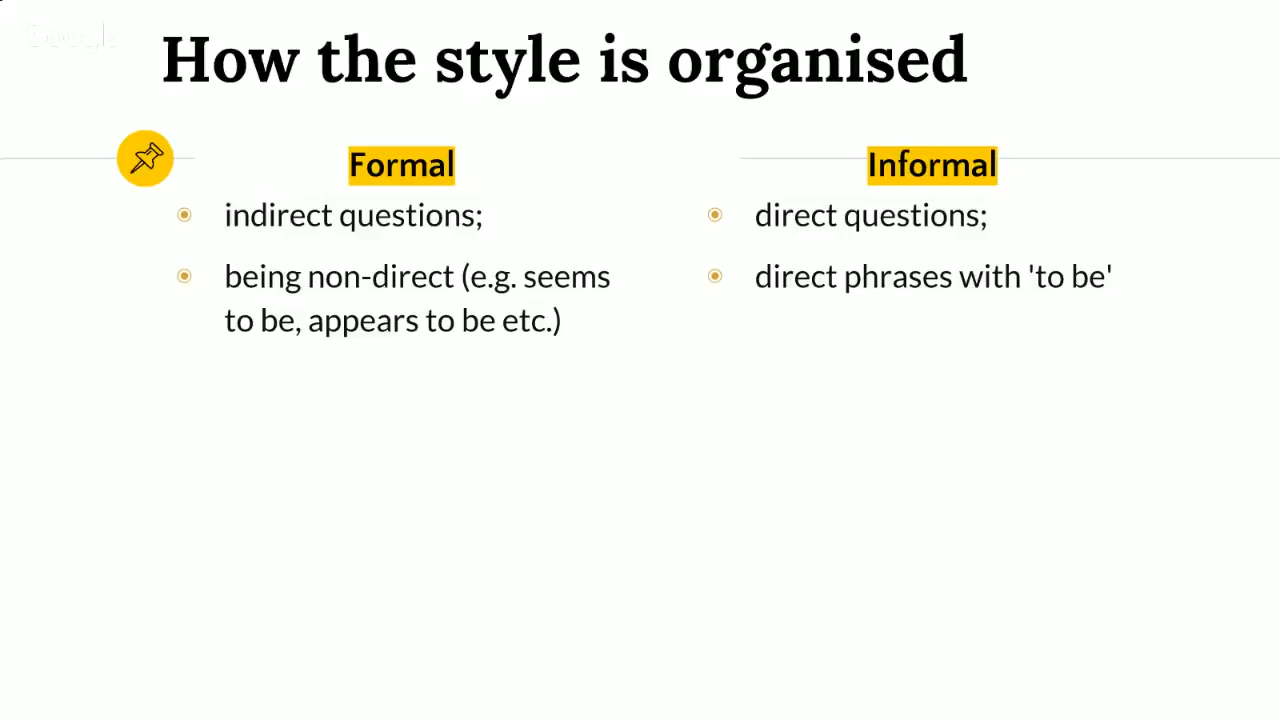 How the style is organised
Formal
indirect questions;
being non-direct (e.g. seems
to be, appears to be etc.)
Informal
direct questions;
direct phrases with 'to be'